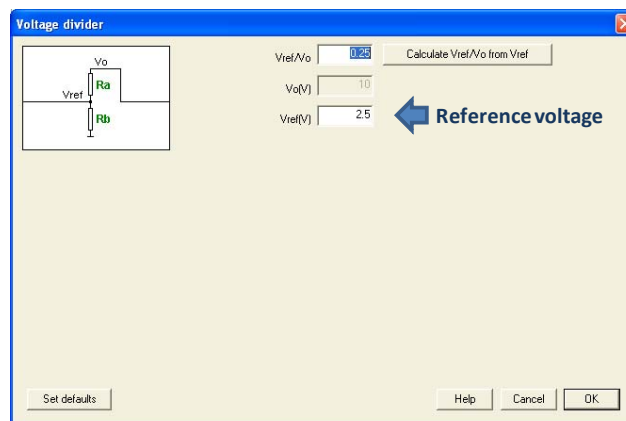 Voltage divider
Vo
Vref
Ra
Rb
Vref/Vo 0.25 Calculate Vref/Vo from Vref
Vo(V) 10
Vref(V) 2.5
Reference voltage
Set defaults Help Cancel OK